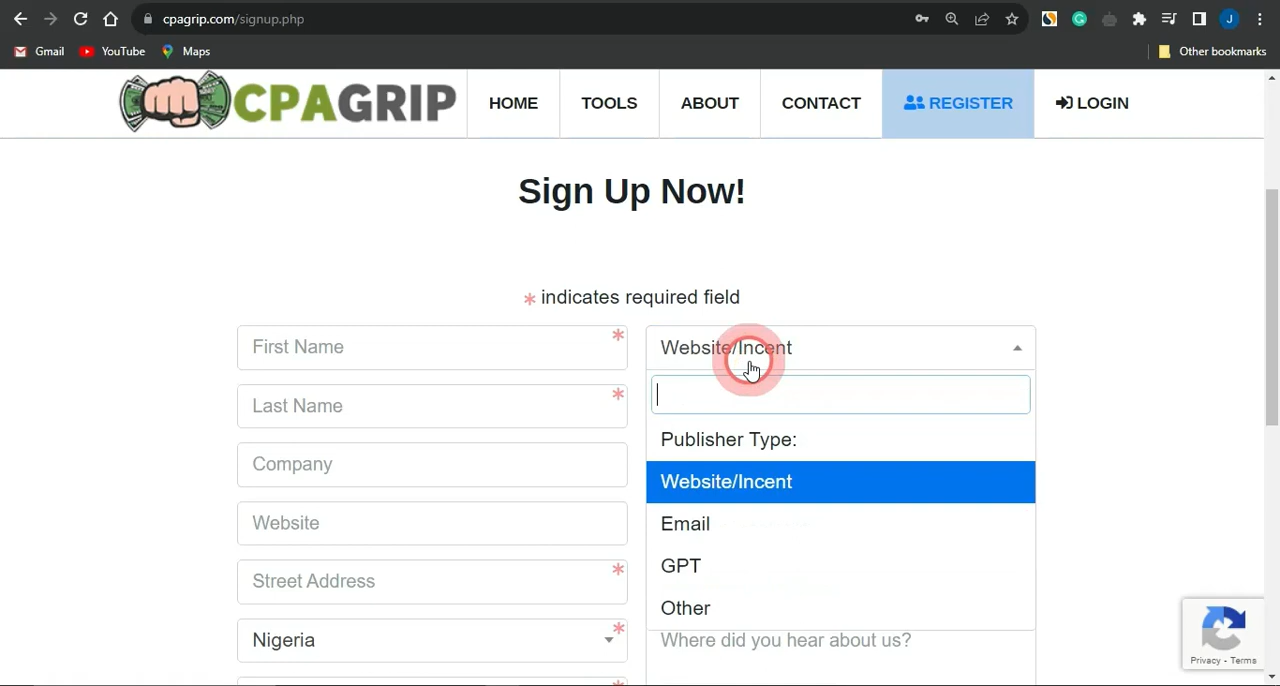 cpagrip.com/signup.php
J
Gmail
YouTube
Maps
Other bookmarks
CPAGRIP
HOME
TOOLS
ABOUT
CONTACT
REGISTER
LOGIN
Sign Up Now!
* indicates required field
First Name *
Last Name *
Company
Website
Street Address *
Nigeria *
Website/Incent
Publisher Type:
Website/Incent
Email
GPT
Other
Where did you hear about us?
Privacy - Terms